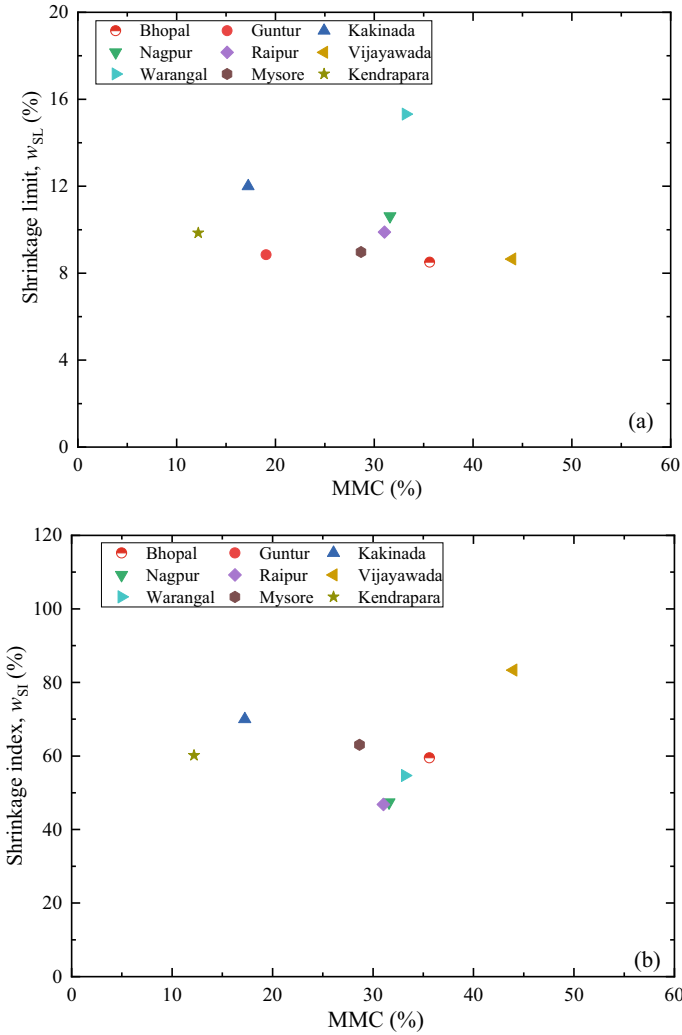 20
16
12
8
4
0
Shrinkage limit, wSL (%)
Bhopal Guntur Kakinada
Nagpur Raipur Vijayawada
Warangal Mysore Kendrapara
(a)
0 10 20 30 40 50 60
MMC (%)
120
100
80
60
40
20
0
Shrinkage index, wSI (%)
Bhopal Guntur Kakinada
Nagpur Raipur Vijayawada
Warangal Mysore Kendrapara
(b)
0 10 20 30 40 50 60
MMC (%)